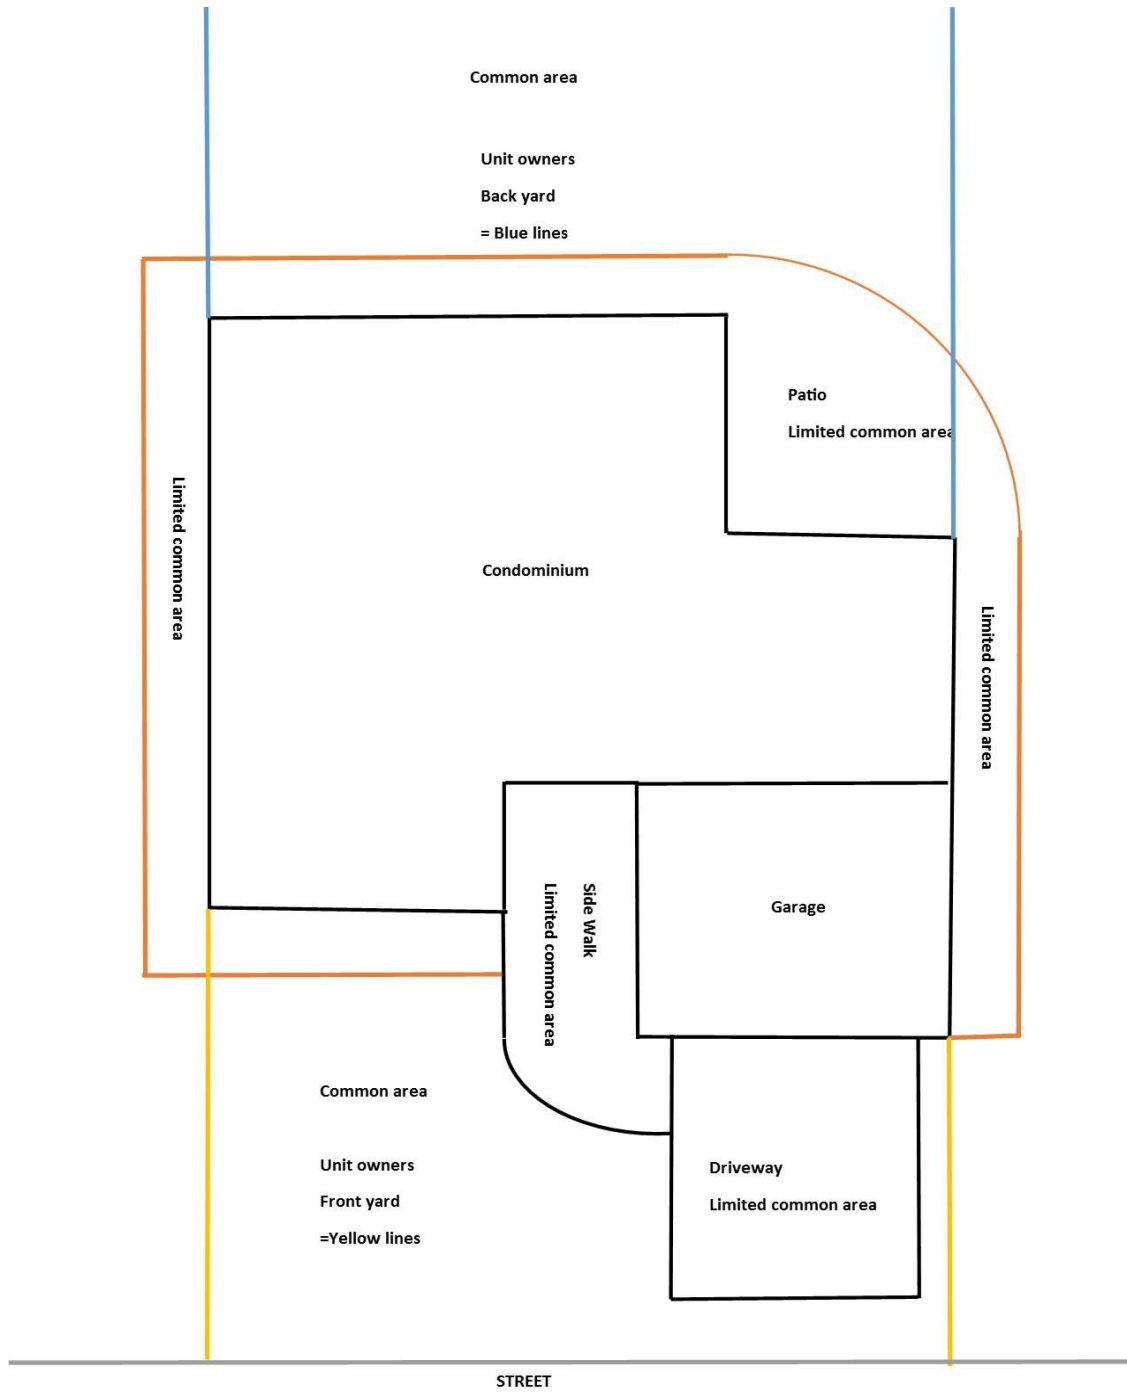 Common area
Unit owners
Back yard
= Blue lines
Patio
Limited common area
Limited common area
Condominium
Limited common area
Side Walk
Limited common area
Garage
Common area
Unit owners
Front yard
=Yellow lines
Driveway
Limited common area
STREET